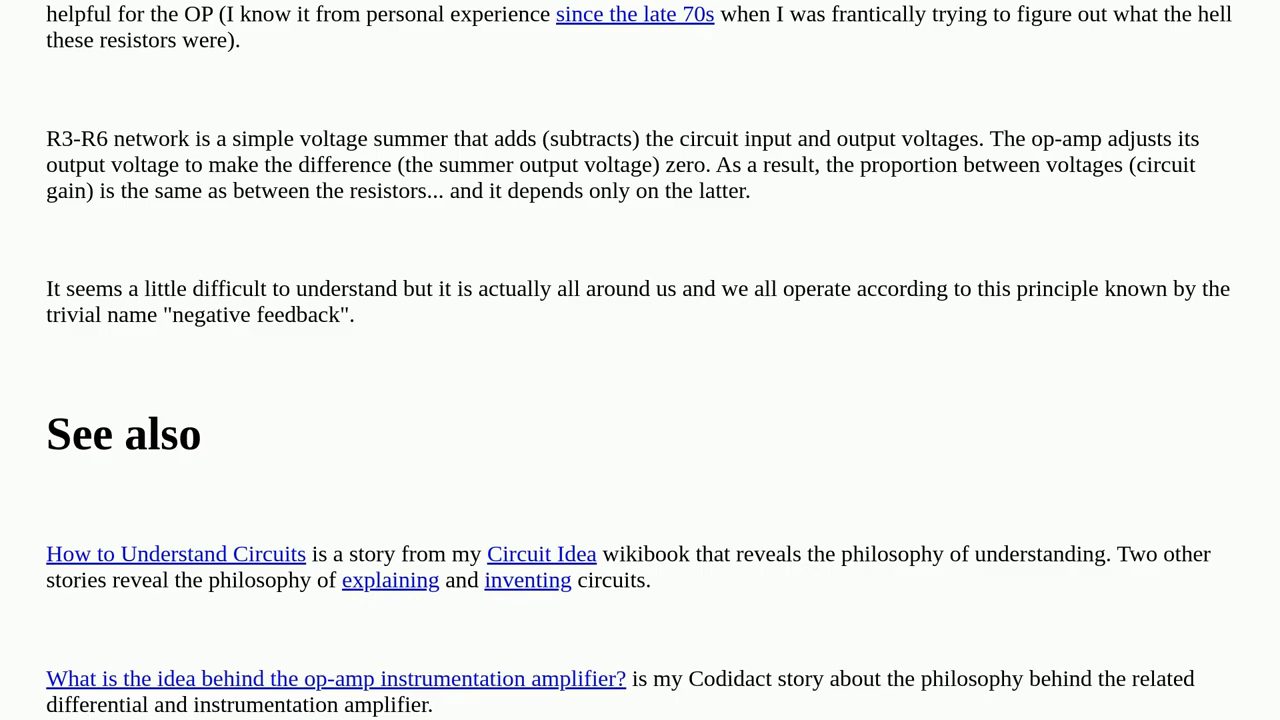 helpful for the OP (I know it from personal experience since the late 70s when I was frantically trying to figure out what the hell
these resistors were).
R3-R6 network is a simple voltage summer that adds (subtracts) the circuit input and output voltages. The op-amp adjusts its
output voltage to make the difference (the summer output voltage) zero. As a result, the proportion between voltages (circuit
gain) is the same as between the resistors... and it depends only on the latter.
It seems a little difficult to understand but it is actually all around us and we all operate according to this principle known by the
trivial name "negative feedback".
See also
How to Understand Circuits is a story from my Circuit Idea wikibook that reveals the philosophy of understanding. Two other
stories reveal the philosophy of explaining and inventing circuits.
What is the idea behind the op-amp instrumentation amplifier? is my Codidact story about the philosophy behind the related
differential and instrumentation amplifier.